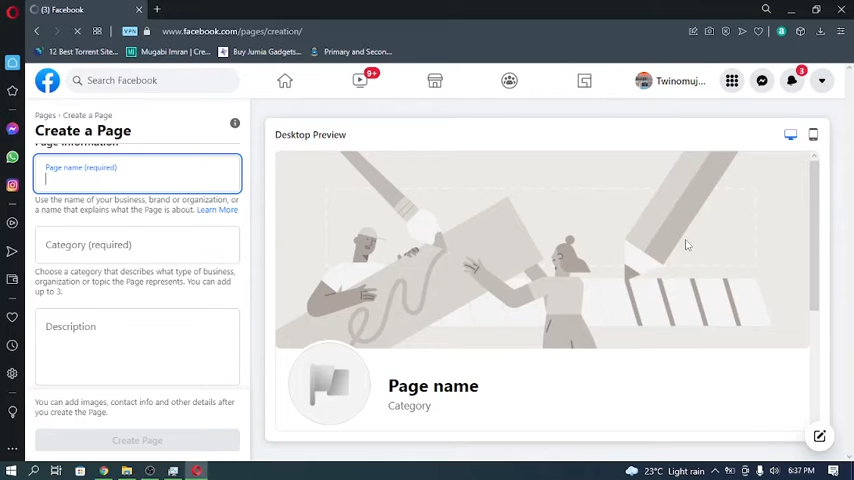 (3) Facebook
VPN
www.facebook.com/pages/creation/
12 Best Torrent Site...
Mugabi Imran | Cre...
Buy Jumia Gadgets...
Primary and Secon...
Search Facebook
9+
Twinomuj...
3
Pages › Create a Page
Create a Page
Page information
Page name (required)
Use the name of your business, brand or organization, or
a name that explains what the Page is about. Learn More
Category (required)
Choose a category that describes what type of business,
organization or topic the Page represents. You can add
up to 3.
Description
You can add images, contact info and other details after
you create the Page.
Create Page
Desktop Preview
Page name
Category
23°C Light rain
6:37 PM